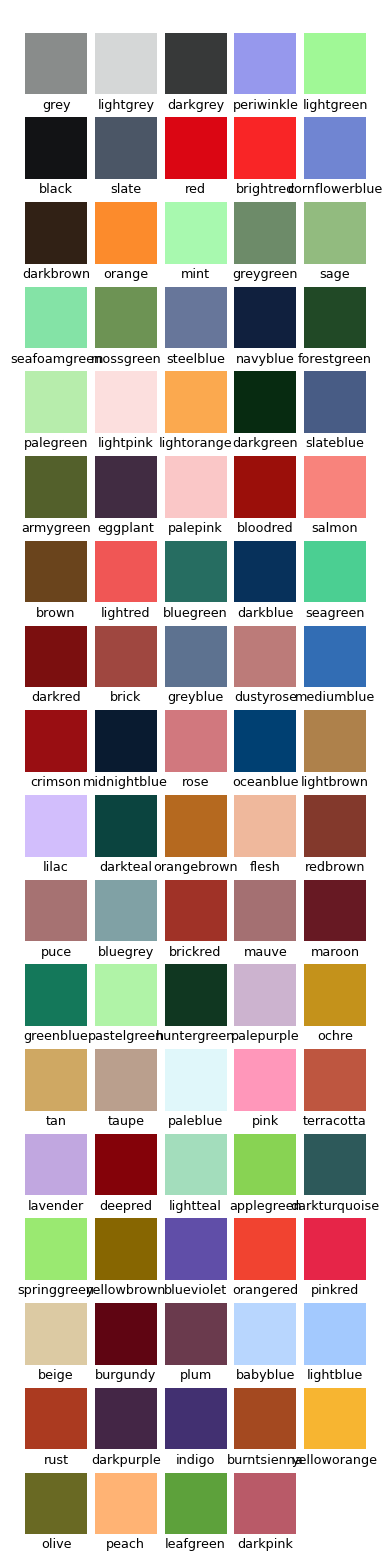 grey lightgrey darkgrey periwinkle lightgreen
black slate red brightred cornflowerblue
darkbrown orange mint greygreen sage
seafoamgreen mossgreen steelblue navyblue forestgreen
palegreen lightpink lightorange darkgreen slateblue
armygreen eggplant palepink bloodred salmon
brown lightred bluegreen darkblue seagreen
darkred brick greyblue dustyrose mediumblue
crimson midnightblue rose oceanblue lightbrown
lilac darkteal orangebrown flesh redbrown
puce bluegrey brickred mauve maroon
greenblue pastelgreen huntergreen palepurple ochre
tan taupe paleblue pink terracotta
lavender deepred lightteal applegreen darkturquoise
springgreen yellowbrown blueviolet orangered pinkred
beige burgundy plum babyblue lightblue
rust darkpurple indigo burntsienna yelloworange
olive peach leafgreen darkpink